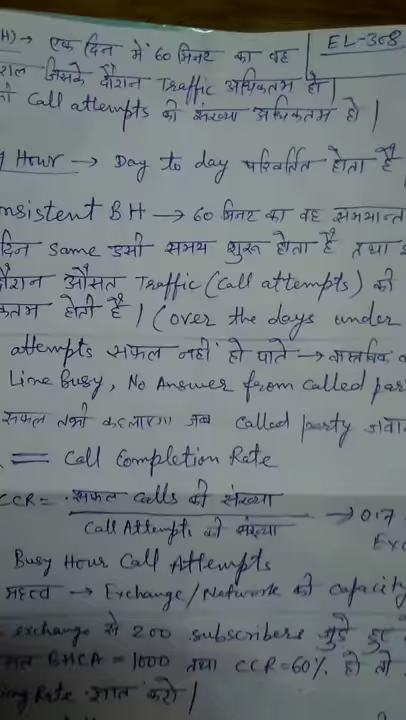 H) → एक दिन में 60 मिनट का वह
EL-308
राल जिसके दौरान Traffic अधिकतम हो |
Call attempts की संख्या अधिकतम हो |
Hour → Day to day परिवर्तित होता है
nsistent BH → 60 मिनट का वह समयान्त
दिन same उसी समय शुरू होता है तथा
दौरान औसत Traffic (Call attempts) की
कतम होती है | (over the days under
attempts सफल नहीं हो पाते → वास्तविक
Line Busy, No Answer from called par
सफल तभी कहलाएगा जब called party जवा
= Call Completion Rate
CCR = सफल calls की संख्या
Call Attempts की संख्या → 0.7
Exc
Busy Hour Call Attempts
महत्व → Exchange/Network की capacity
exchange से 200 subscribers जुड़े हुए
BHCA = 1000 तथा CCR = 60% हो तो
ing Rate ज्ञात करो |